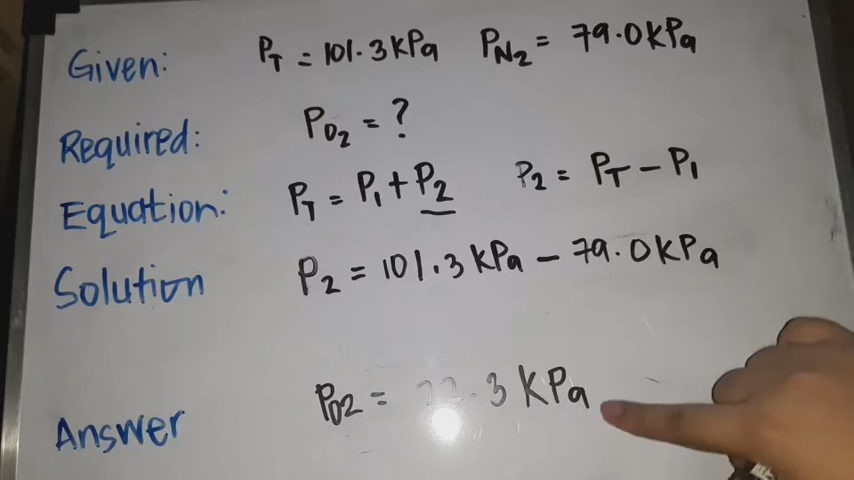 Given: P_T = 101.3 kPa P_N2 = 79.0 kPa
Required: P_O2 = ?
Equation: P_T = P_1 + P_2 P_2 = P_T - P_1
Solution P_2 = 101.3 kPa - 79.0 kPa
Answer P_O2 = 22.3 KPa